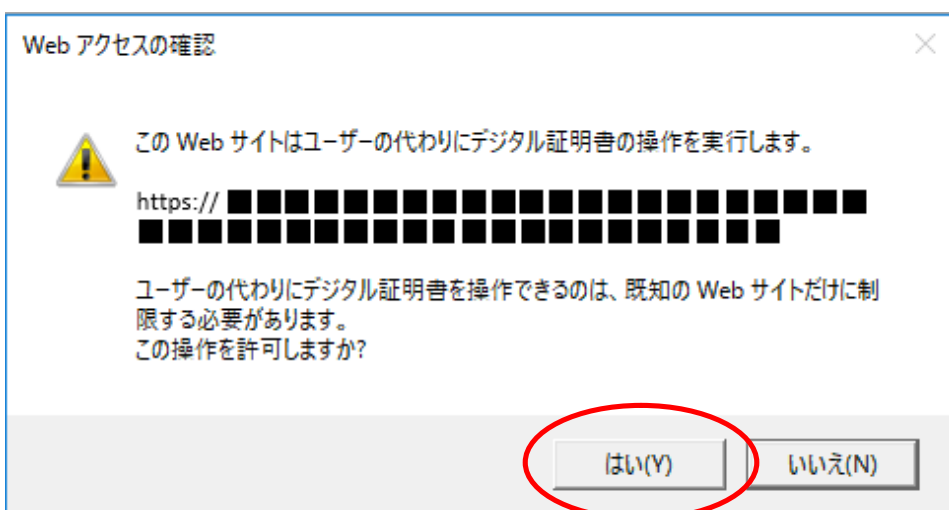 Web アクセスの確認
この Web サイトはユーザーの代わりにデジタル証明書の操作を実行します。
https:// ■■■■■■■■■■■■■■■■■■■■■■
■■■■■■■■■■■■■■■■■■■■■■
ユーザーの代わりにデジタル証明書を操作できるのは、既知の Web サイトだけに制
限する必要があります。
この操作を許可しますか?
はい(Y)
いいえ(N)